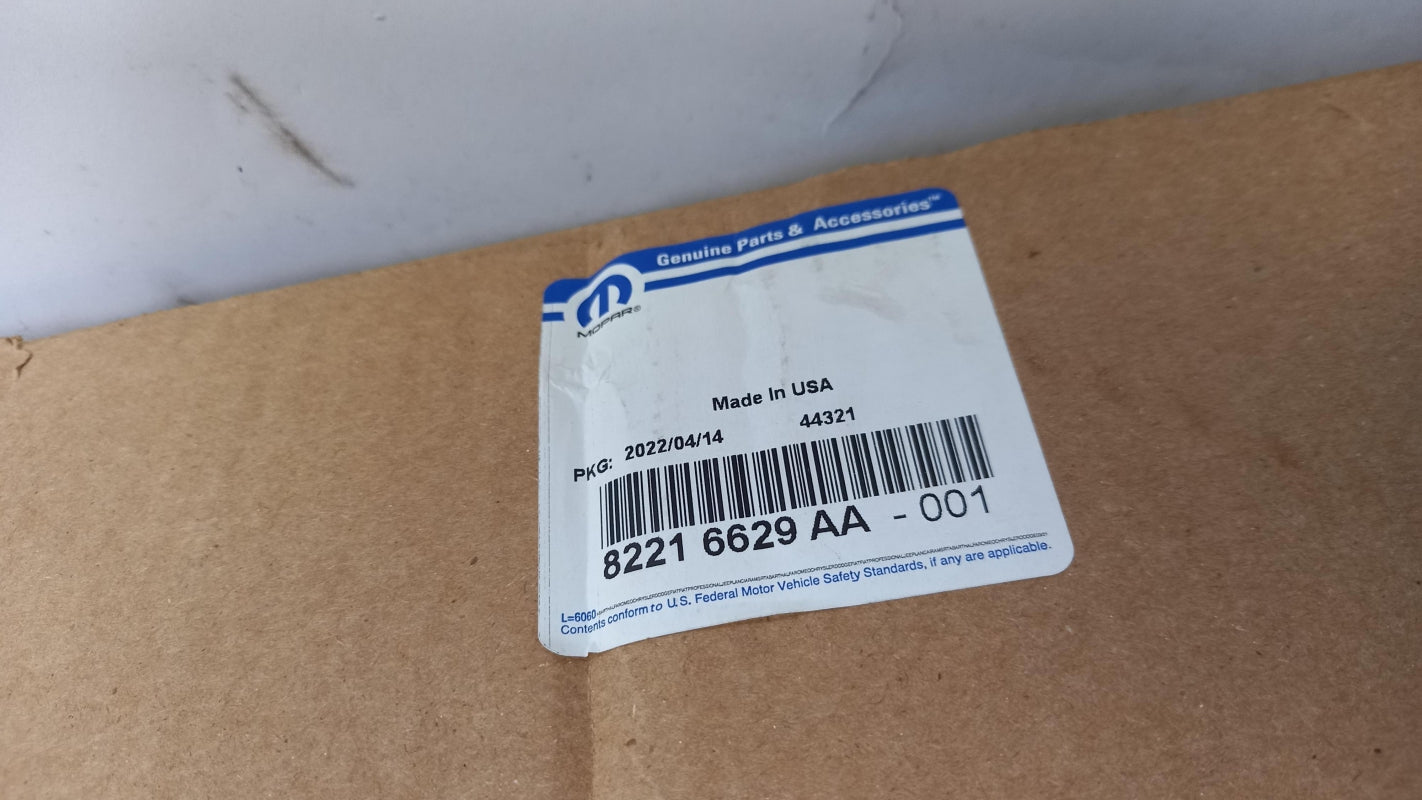 Genuine Parts & Accessories™
MOPAR®
Made In USA
PKG: 2022/04/14 44321
8221 6629 AA - 001
L=6060
Contents conform to U.S. Federal Motor Vehicle Safety Standards, if any are applicable.